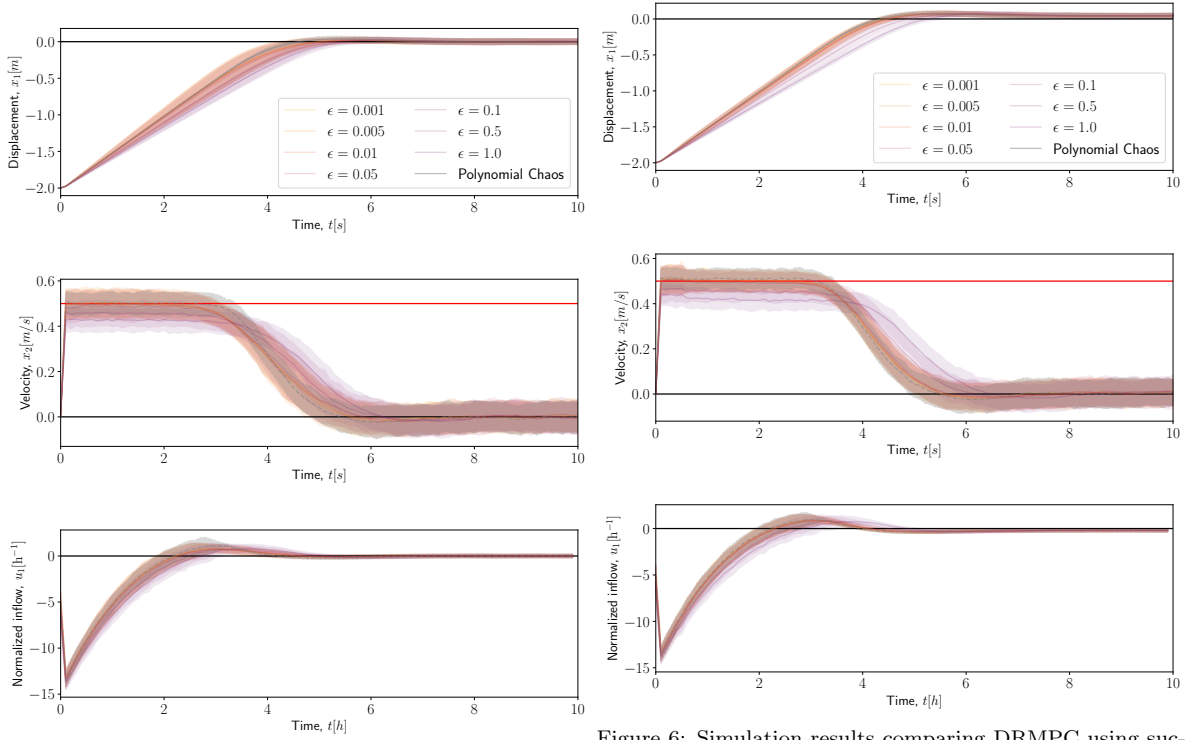 0.0
−0.5
−1.0
−1.5
−2.0
Displacement, x₁[m]
ϵ = 0.001
ϵ = 0.005
ϵ = 0.01
ϵ = 0.05
ϵ = 0.1
ϵ = 0.5
ϵ = 1.0
Polynomial Chaos
0 2 4 6 8 10
Time, t[s]
0.6
0.4
0.2
0.0
Velocity, x₂[m/s]
0 2 4 6 8 10
Time, t[s]
0
−5
−10
−15
Normalized inflow, u₁[h⁻¹]
0 2 4 6 8 10
Time, t[h]
0.0
−0.5
−1.0
−1.5
−2.0
Displacement, x₁[m]
ϵ = 0.001
ϵ = 0.005
ϵ = 0.01
ϵ = 0.05
ϵ = 0.1
ϵ = 0.5
ϵ = 1.0
Polynomial Chaos
0 2 4 6 8 10
Time, t[s]
0.6
0.4
0.2
0.0
Velocity, x₂[m/s]
0 2 4 6 8 10
Time, t[s]
0
−5
−10
−15
Normalized inflow, u₁[h⁻¹]
0 2 4 6 8 10
Time, t[h]
Figure 6: Simulation results comparing DRMPC using suc-